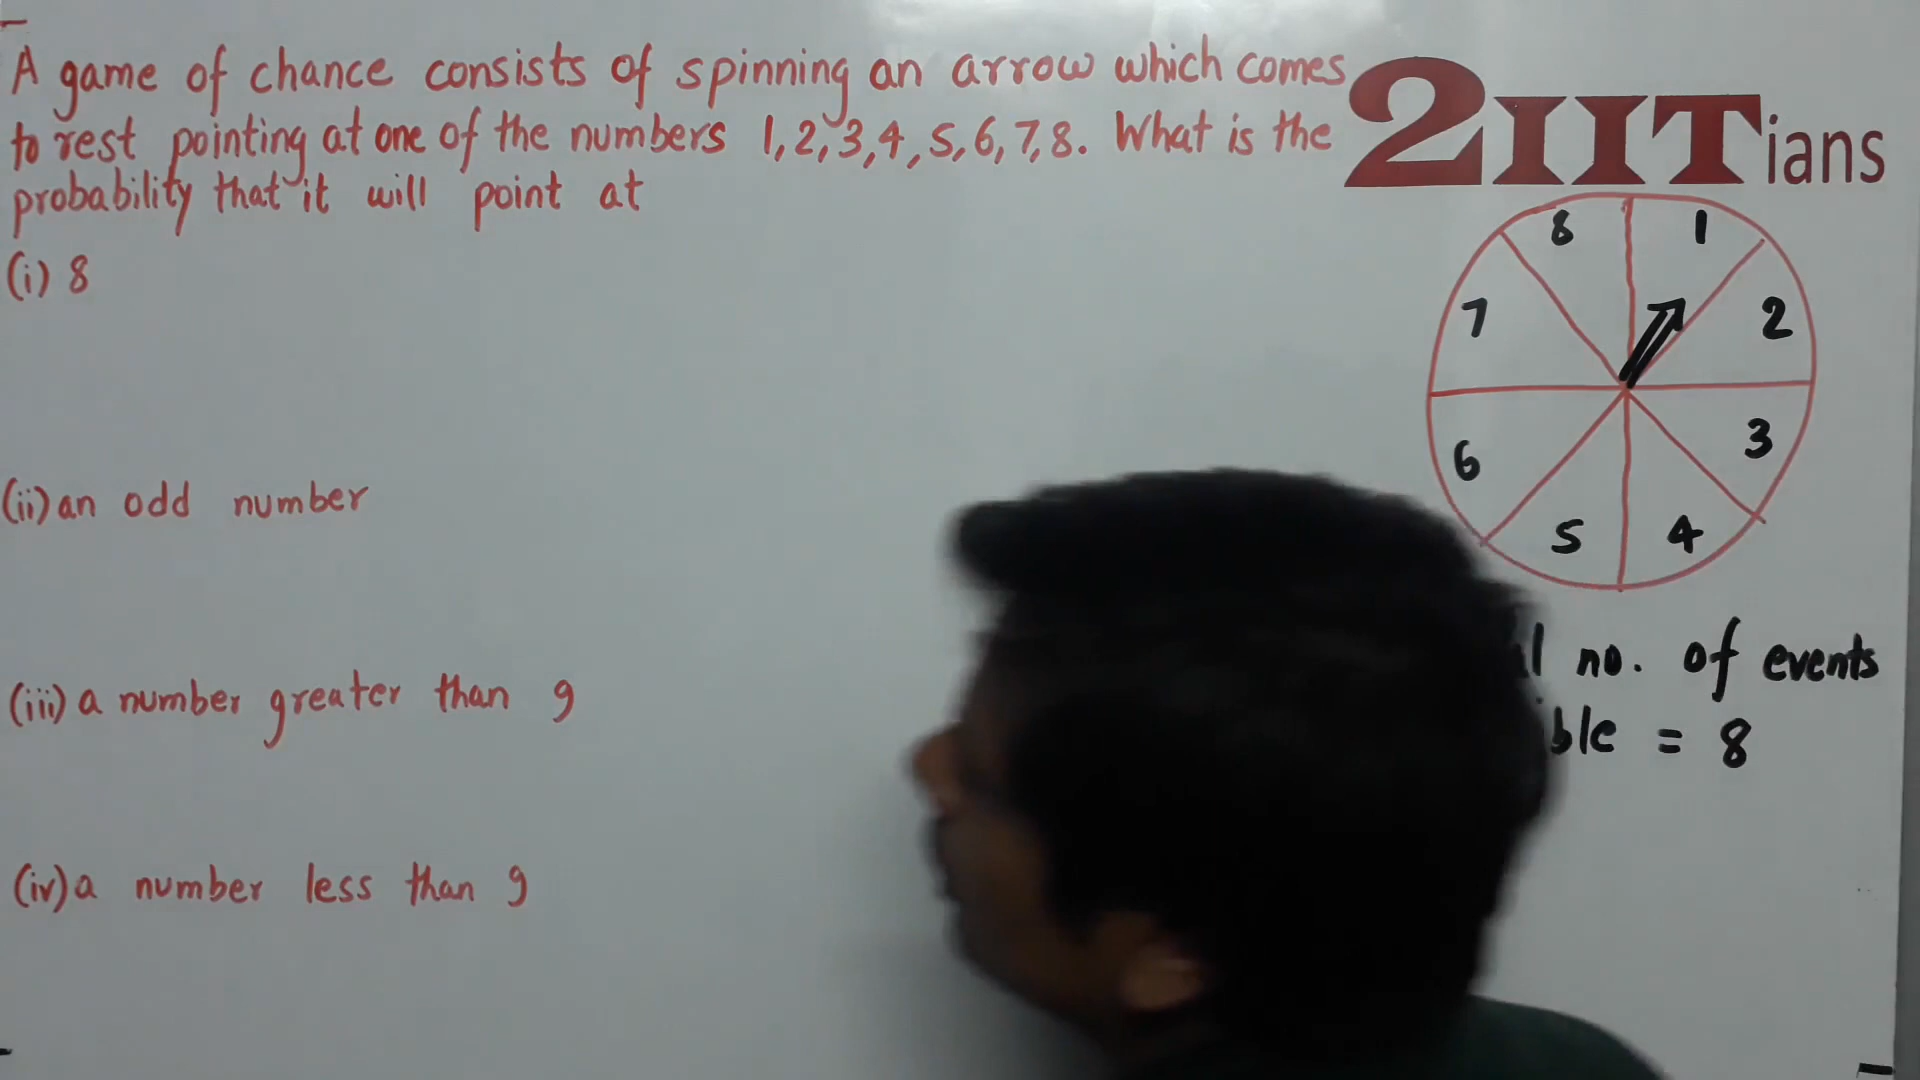 A game of chance consists of spinning an arrow which comes
to rest pointing at one of the numbers 1,2,3,4,5,6,7,8. What is the
probability that it will point at
(i) 8
(ii) an odd number
(iii) a number greater than 9
(iv) a number less than 9
2IITians
8 1
7 2
6 3
5 4
no. of events
= 8